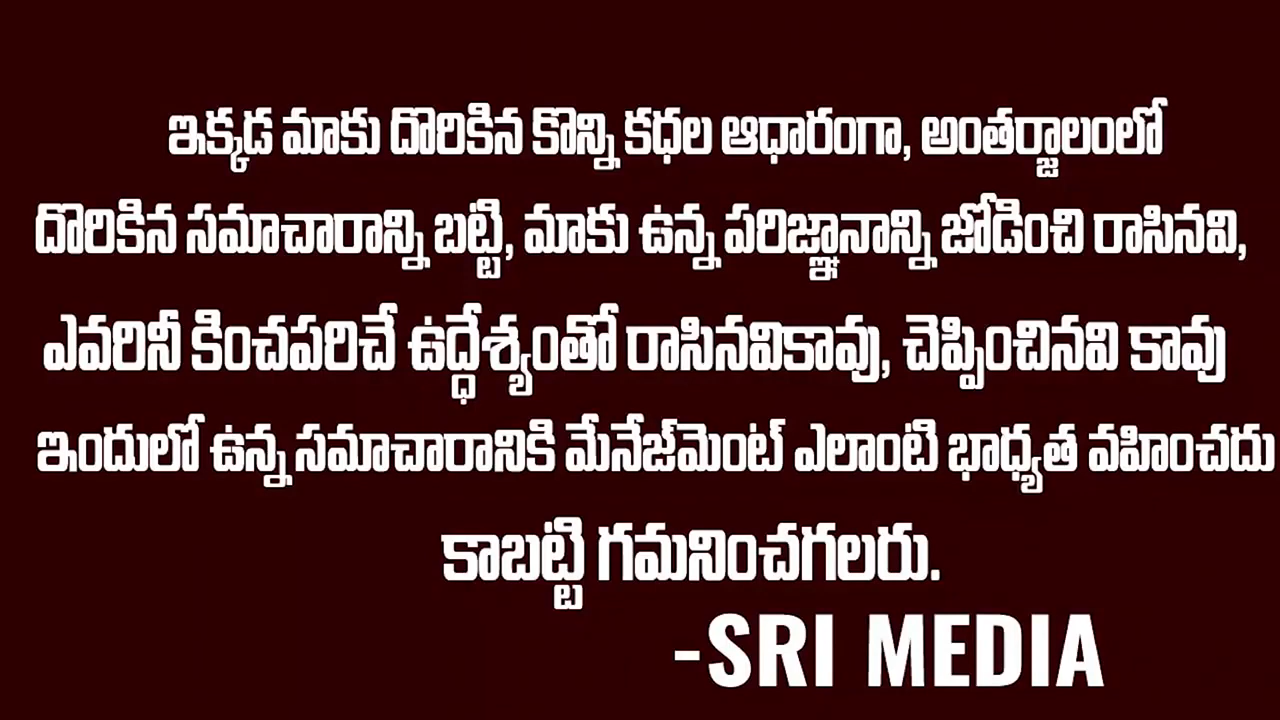 ఇక్కడ మాకు దొరికిన కొన్ని కధల ఆధారంగా, అంతర్జాలంలో
దొరికిన సమాచారాన్ని బట్టి, మాకు ఉన్న పరిజ్ఞానాన్ని జోడించి రాసినవి,
ఎవరినీ కించపరిచే ఉద్ధేశ్యంతో రాసినవికావు, చెప్పించినవి కావు
ఇందులో ఉన్న సమాచారానికి మేనేజ్‌మెంట్ ఎలాంటి భాధ్యత వహించదు
కాబట్టి గమనించగలరు.
-SRI MEDIA